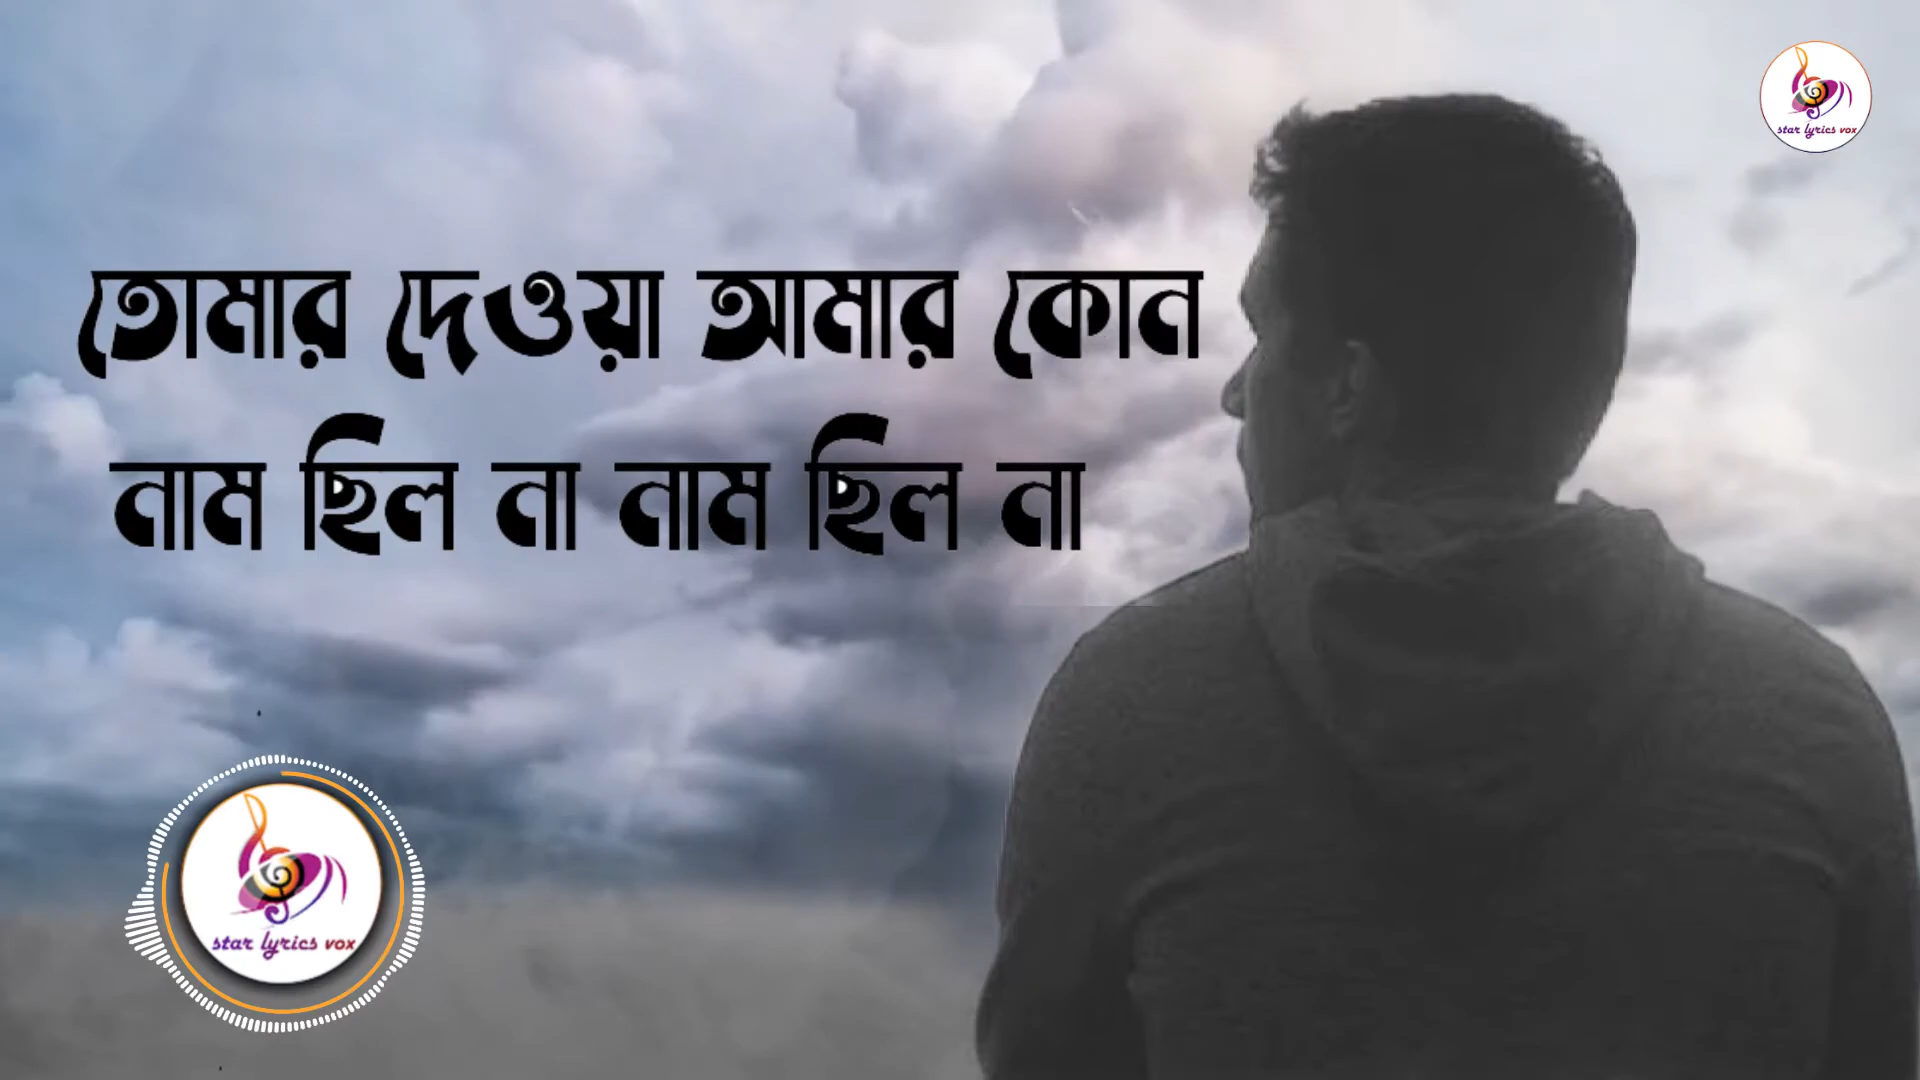 তোমার দেওয়া আমার কোন
নাম ছিল না নাম ছিল না
star lyrics vox
star lyrics vox